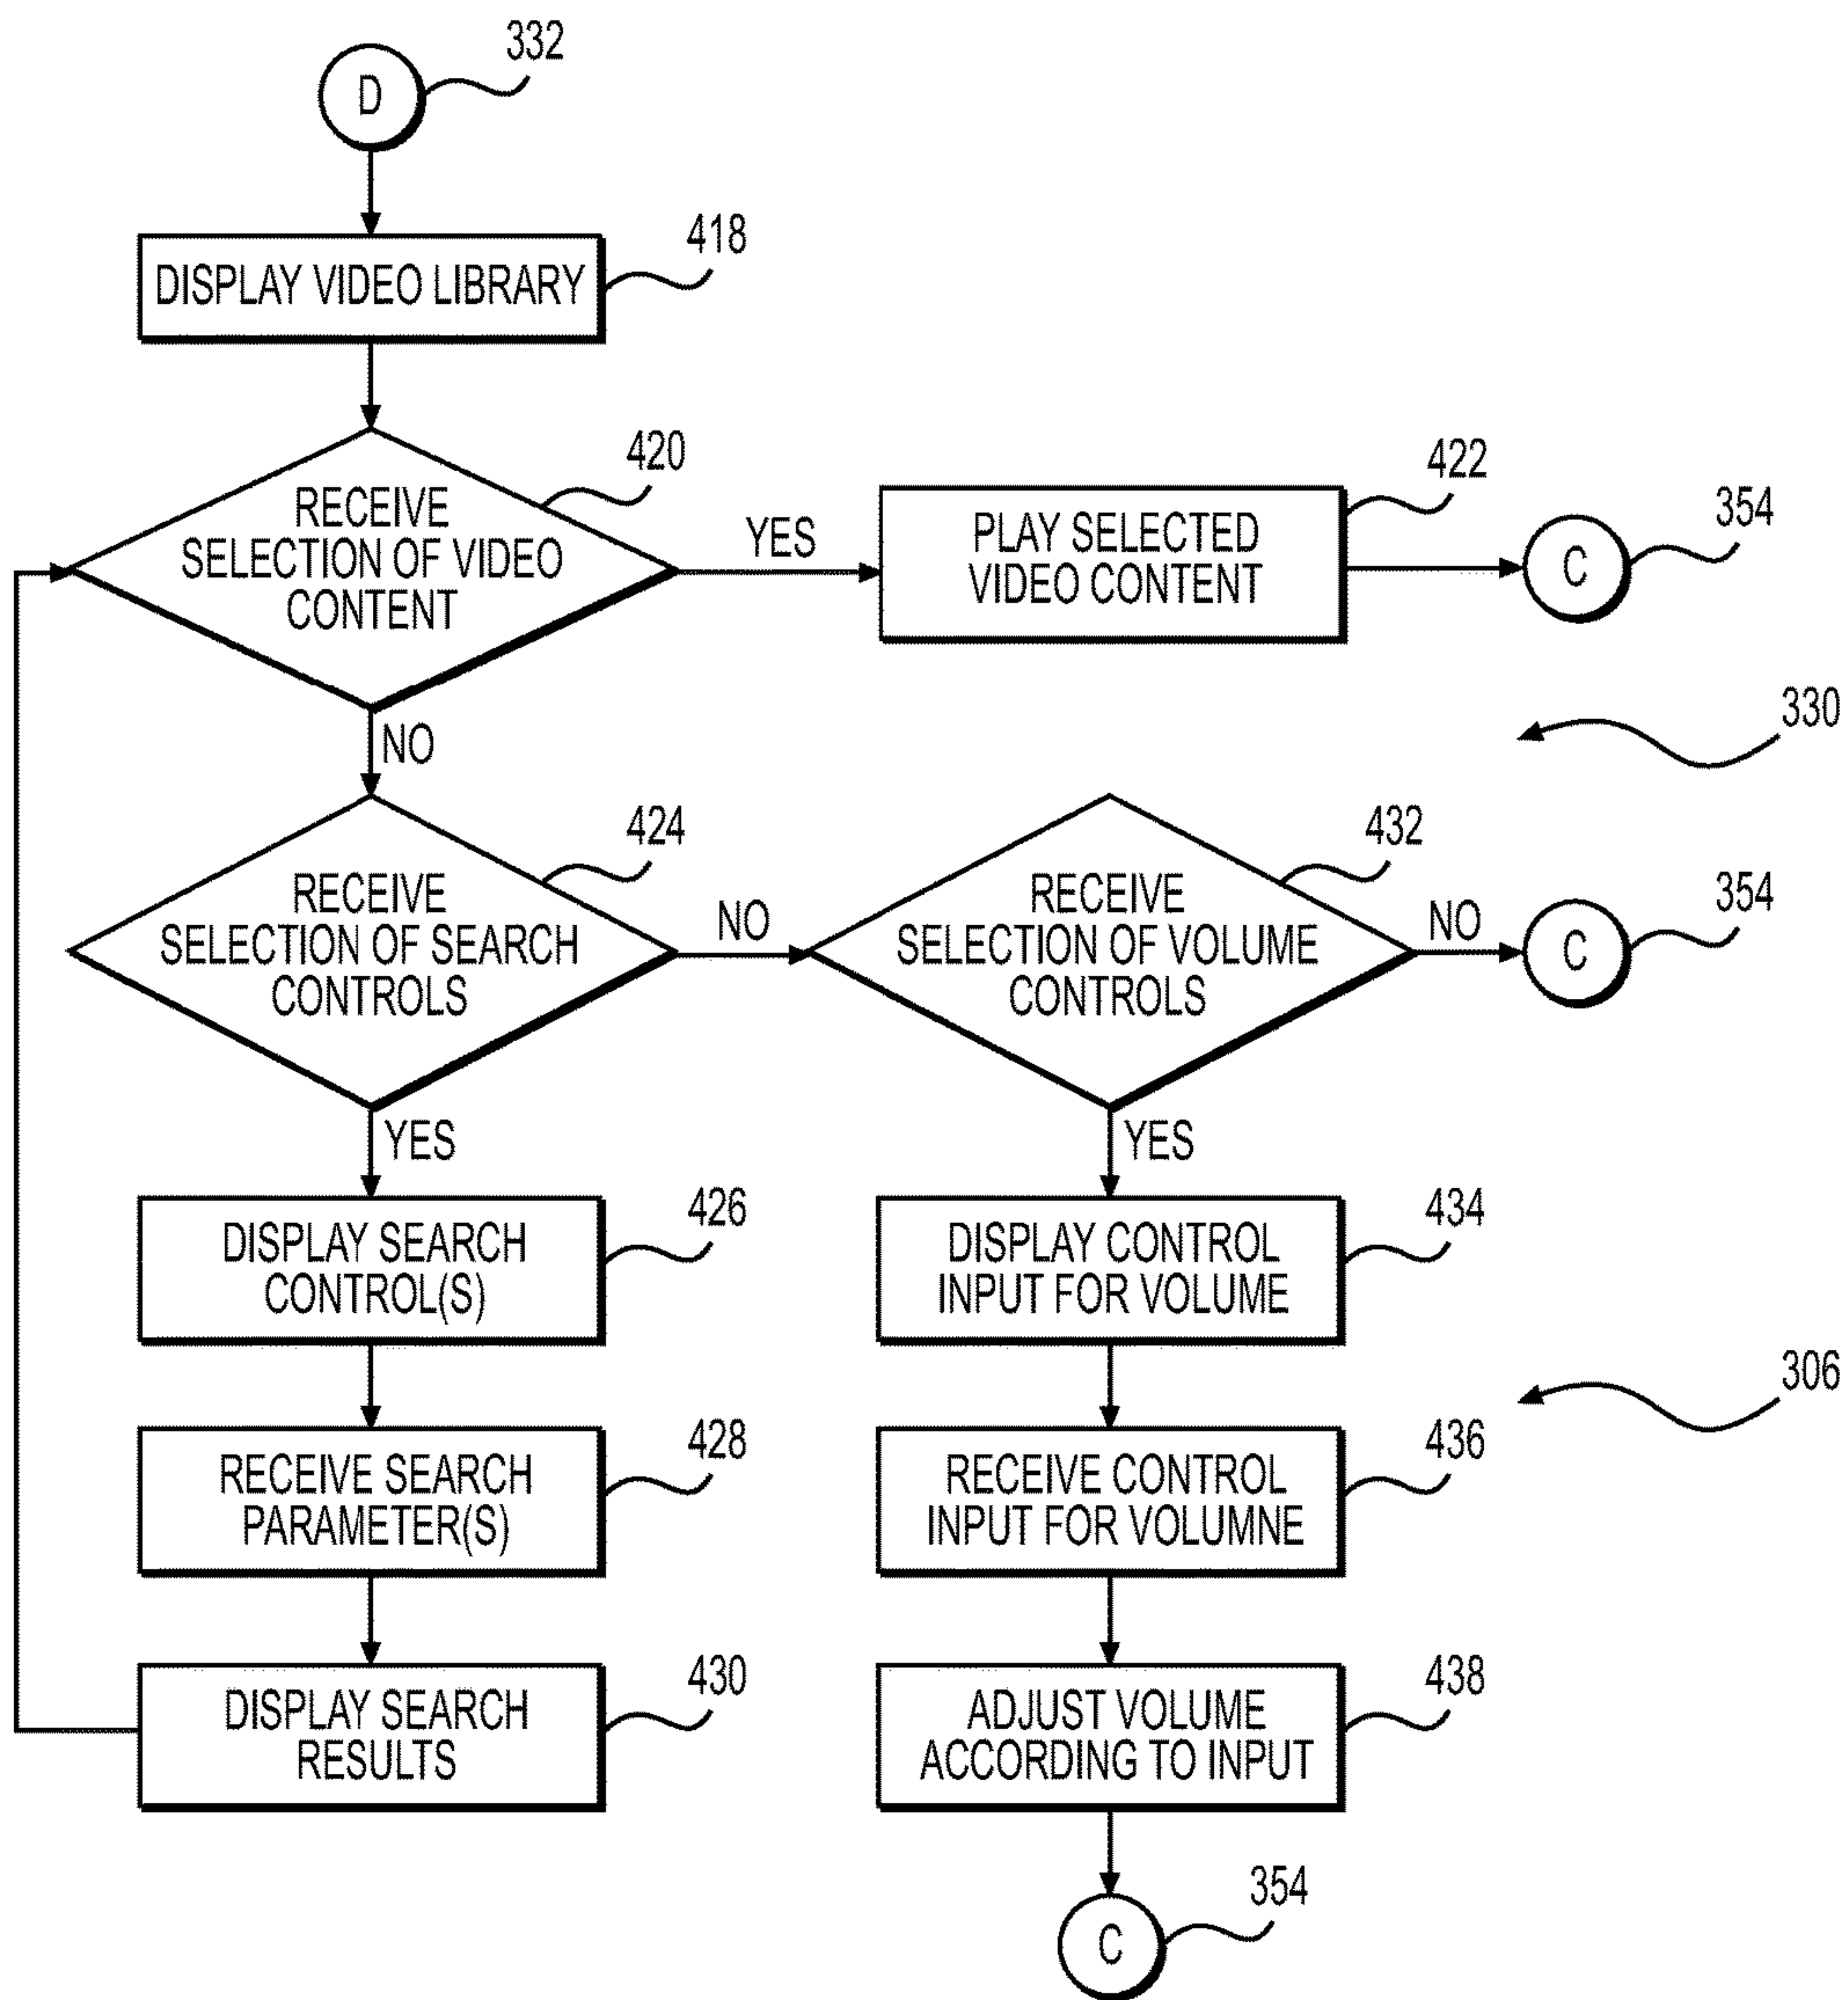 332
D
418
DISPLAY VIDEO LIBRARY
420
RECEIVE
SELECTION OF VIDEO
CONTENT
YES
422
PLAY SELECTED
VIDEO CONTENT
354
C
330
NO
424
RECEIVE
SELECTION OF SEARCH
CONTROLS
NO
432
RECEIVE
SELECTION OF VOLUME
CONTROLS
NO
354
C
YES
YES
426
DISPLAY SEARCH
CONTROL(S)
434
DISPLAY CONTROL
INPUT FOR VOLUME
306
428
RECEIVE SEARCH
PARAMETER(S)
436
RECEIVE CONTROL
INPUT FOR VOLUMNE
430
DISPLAY SEARCH
RESULTS
438
ADJUST VOLUME
ACCORDING TO INPUT
354
C